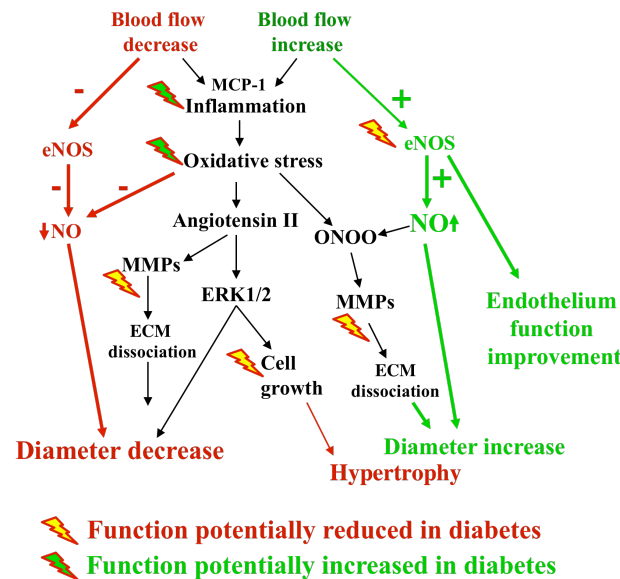 Blood flow
decrease
Blood flow
increase
-
MCP-1
Inflammation
+
eNOS
Oxidative stress
eNOS
-
-
+
↓NO
Angiotensin II
ONOO
NO↑
MMPs
ERK1/2
MMPs
Endothelium
function
improvement
ECM
dissociation
Cell
growth
ECM
dissociation
Diameter decrease
Diameter increase
Hypertrophy
Function potentially reduced in diabetes
Function potentially increased in diabetes